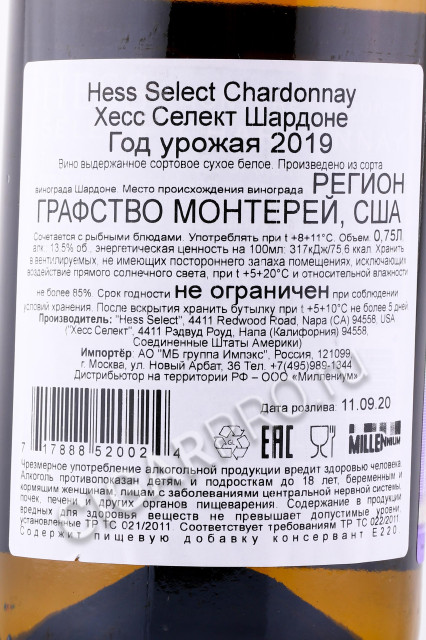 Hess Select Chardonnay
Хесс Селект Шардоне
Год урожая 2019
Вино выдержанное сортовое сухое белое. Произведено из сорта
винограда Шардоне. Место происхождения винограда РЕГИОН
ГРАФСТВО МОНТЕРЕЙ, США
Сочетается с рыбными блюдами. Употреблять при t +8+11°С. Объем 0,75Л
алк. 13,5% об. энергетическая ценность на 100мл: 317кДж/75,6 ккал. Хранить
в вентилируемых, не имеющих постороннего запаха помещениях, исключающих
воздействие прямого солнечного света, при t +5+20°С и относительной влажности
не более 85%. Срок годности не ограничен при соблюдении
условий хранения. После вскрытия хранить бутылку при t +5+10°С не более 5 дней.
Производитель: "Hess Select", 4411 Redwood Road, Napa (CA) 94558, USA
("Хесс Селект", 4411 Рэдвуд Роуд, Напа (Калифорния) 94558,
Соединенные Штаты Америки)
Импортёр: АО "МБ группа Импэкс", Россия, 121099,
г. Москва, ул. Новый Арбат, 36 Тел. +7(495)989-1344
Дистрибьютор на территории РФ – ООО «Миллениум»
Дата розлива: 11.09.20
7 17888 52002 4
GL
EAC
MILLENNIUM
Чрезмерное употребление алкогольной продукции вредит здоровью человека.
Алкоголь противопоказан детям и подросткам до 18 лет, беременным и
кормящим женщинам, лицам с заболеваниями центральной нервной системы,
почек, печени и других органов пищеварения. Содержание в продукции
вредных для здоровья веществ не превышает допустимые уровни,
установленные ТР ТС 021/2011 Соответствует требованиям ТР ТС 022/2011
Содержит пищевую добавку консервант Е220